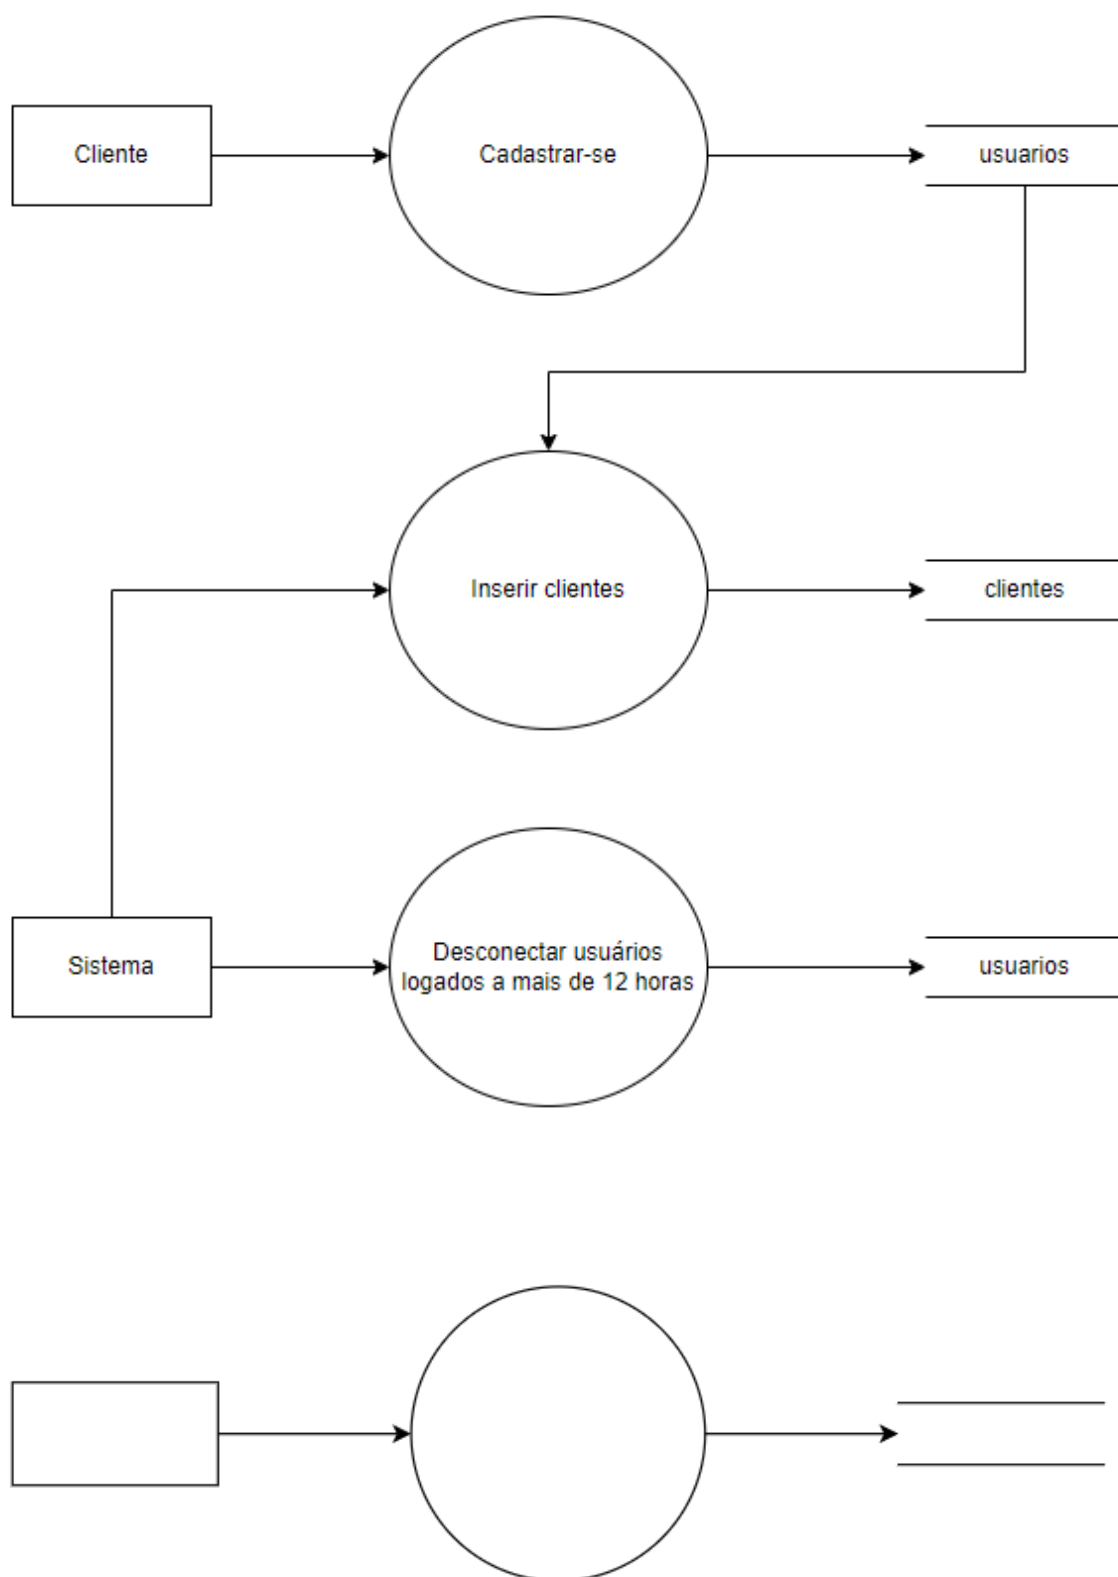 Cliente
Cadastrar-se
usuarios
Inserir clientes
clientes
Sistema
Desconectar usuários
logados a mais de 12 horas
usuarios